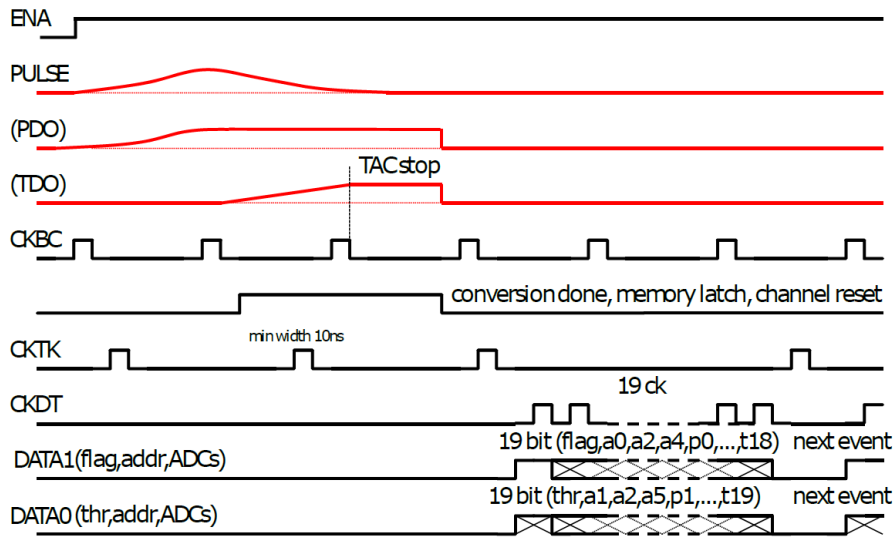 ENA
PULSE
(PDO)
TAC stop
(TDO)
CKBC
conversion done, memory latch, channel reset
min width 10ns
CKTK
19 ck
CKDT
19 bit (flag,a0,a2,a4,p0,...,t18) next event
DATA1 (flag,addr,ADCs)
19 bit (thr,a1,a2,a5,p1,...,t19) next event
DATA0 (thr,addr,ADCs)